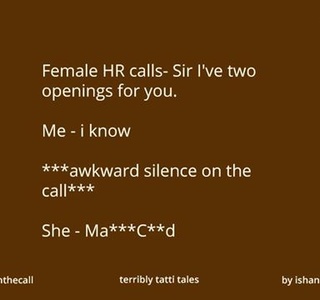 Female HR calls- Sir I've two
openings for you.
Me - i know
***awkward silence on the
call***
She - Ma***C**d
nthecall
terribly tatti tales
by ishan